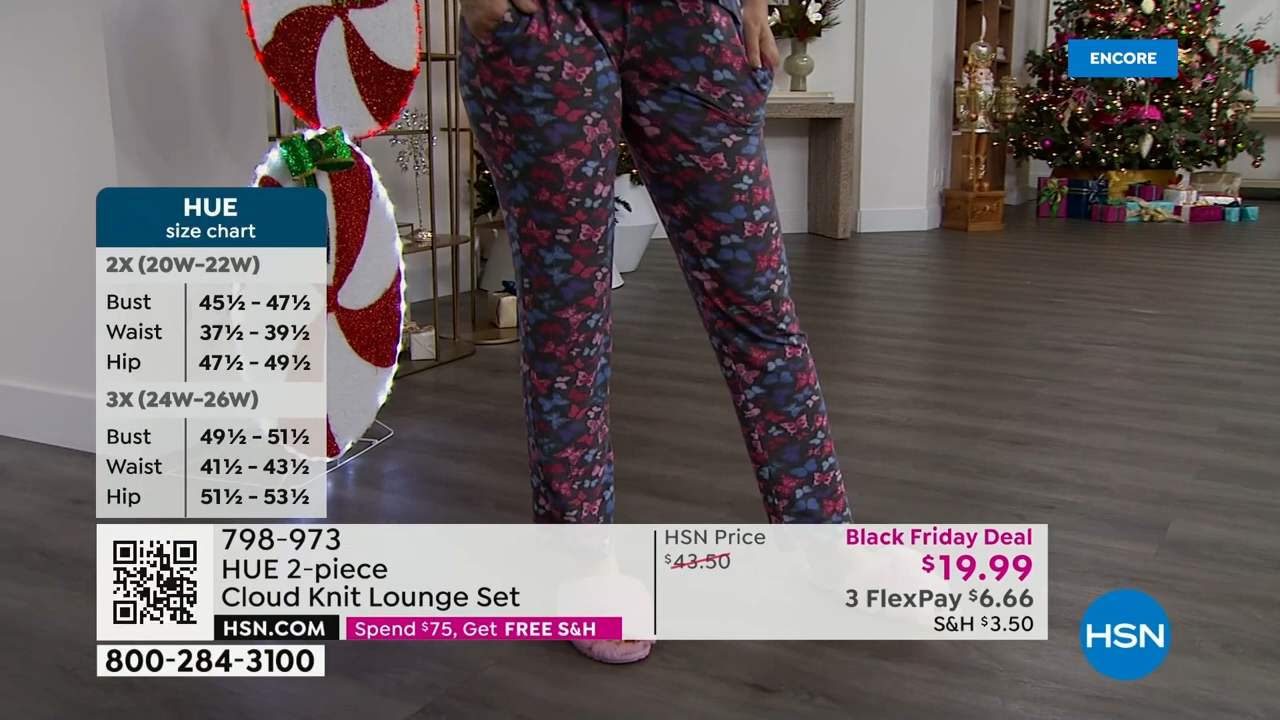 ENCORE
HUE
size chart
2X (20W-22W)
Bust 45½ - 47½
Waist 37½ - 39½
Hip 47½ - 49½
3X (24W-26W)
Bust 49½ - 51½
Waist 41½ - 43½
Hip 51½ - 53½
798-973
HUE 2-piece
Cloud Knit Lounge Set
HSN.COM
Spend $75, Get FREE S&H
800-284-3100
HSN Price
$43.50
Black Friday Deal
$19.99
3 FlexPay $6.66
S&H $3.50
HSN